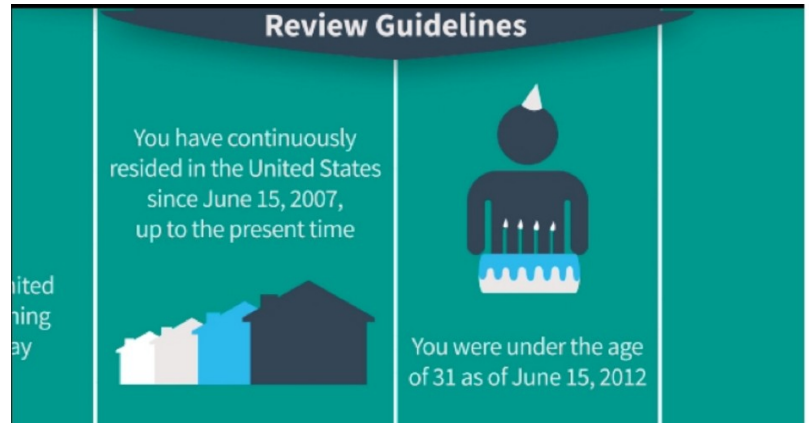 Review Guidelines
You have continuously
resided in the United States
since June 15, 2007,
up to the present time
You were under the age
of 31 as of June 15, 2012